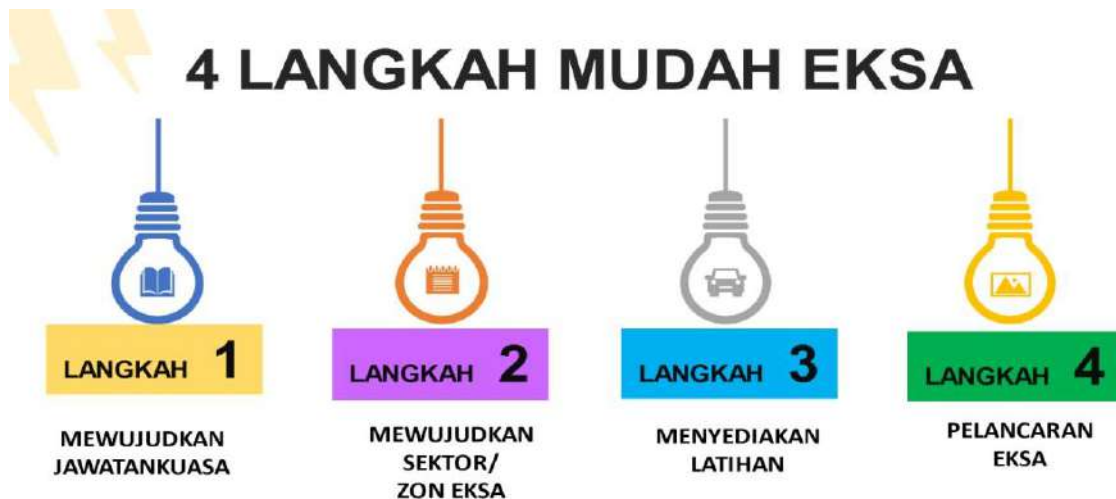 4 LANGKAH MUDAH EKSA
LANGKAH 1
MEWUJUDKAN
JAWATANKUASA
LANGKAH 2
MEWUJUDKAN
SEKTOR/
ZON EKSA
LANGKAH 3
MENYEDIAKAN
LATIHAN
LANGKAH 4
PELANCARAN
EKSA